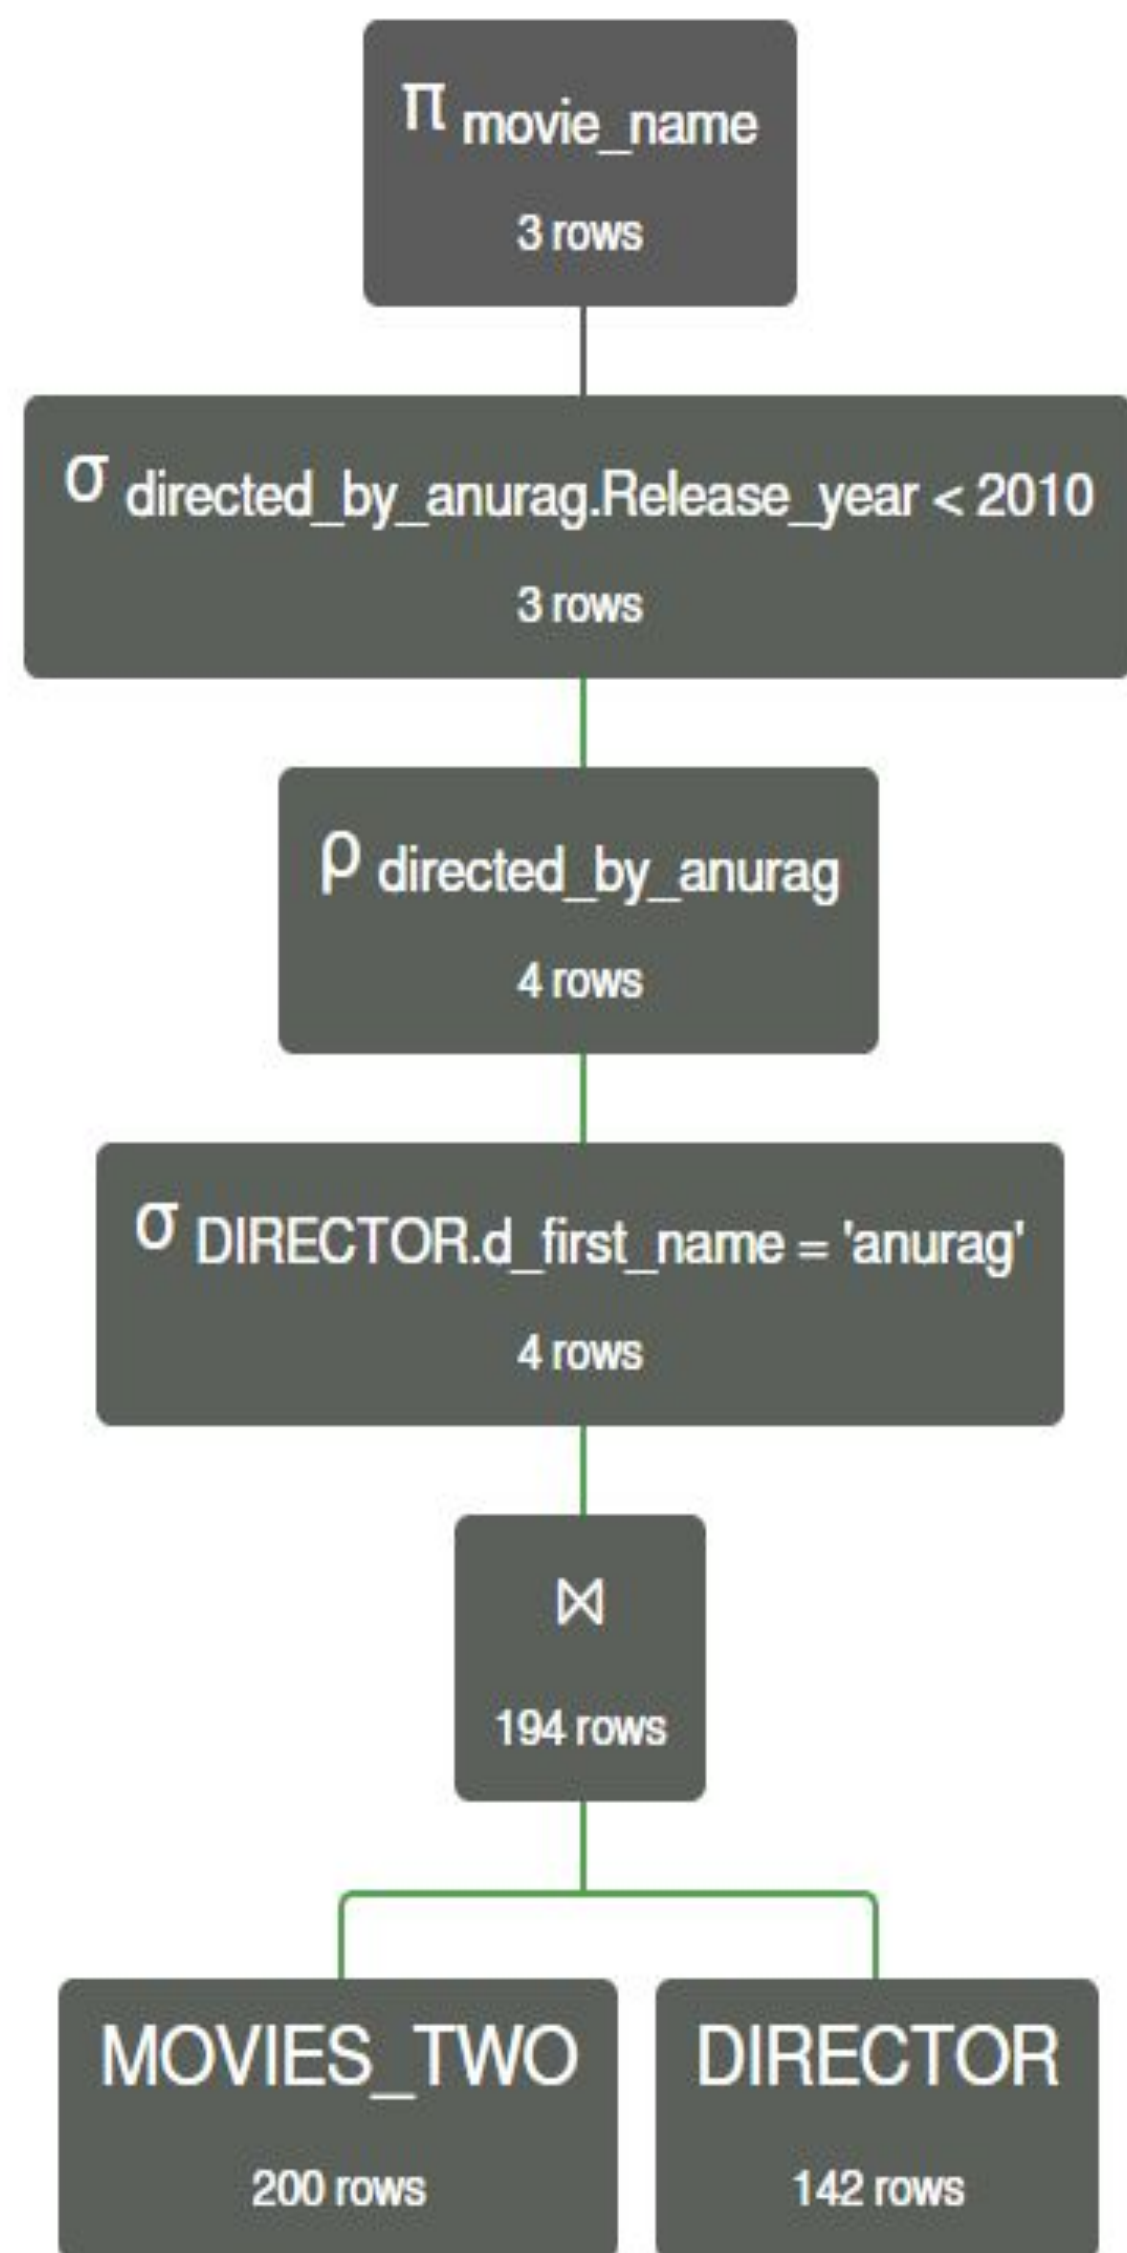 π movie_name
3 rows
σ directed_by_anurag.Release_year < 2010
3 rows
ρ directed_by_anurag
4 rows
σ DIRECTOR.d_first_name = 'anurag'
4 rows
⋈
194 rows
MOVIES_TWO
200 rows
DIRECTOR
142 rows